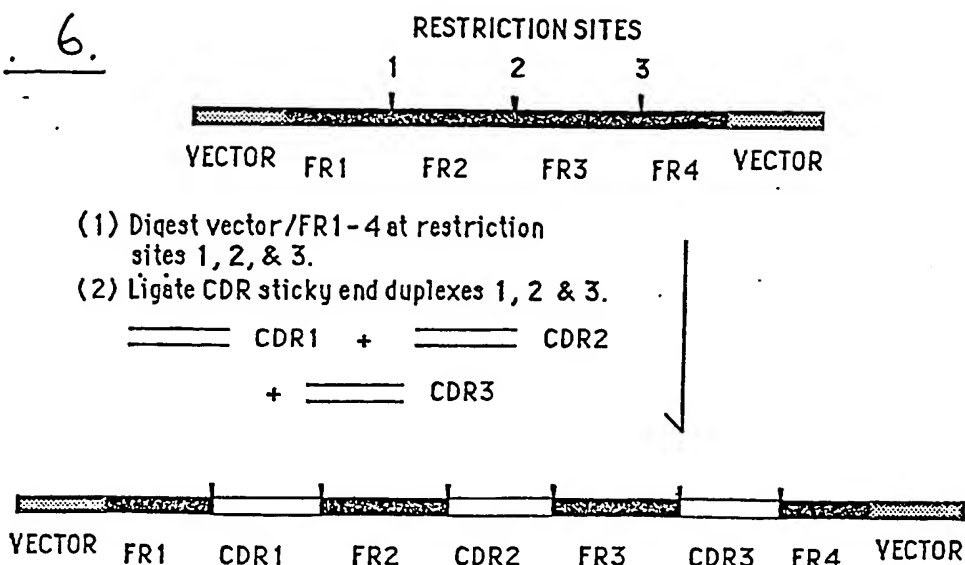 . 6.
RESTRICTION SITES
1 2 3
VECTOR FR1 FR2 FR3 FR4 VECTOR
(1) Digest vector/FR1-4 at restriction
sites 1, 2, & 3.
(2) Ligate CDR sticky end duplexes 1, 2 & 3.
CDR1 + CDR2
+ CDR3
VECTOR FR1 CDR1 FR2 CDR2 FR3 CDR3 FR4 VECTOR